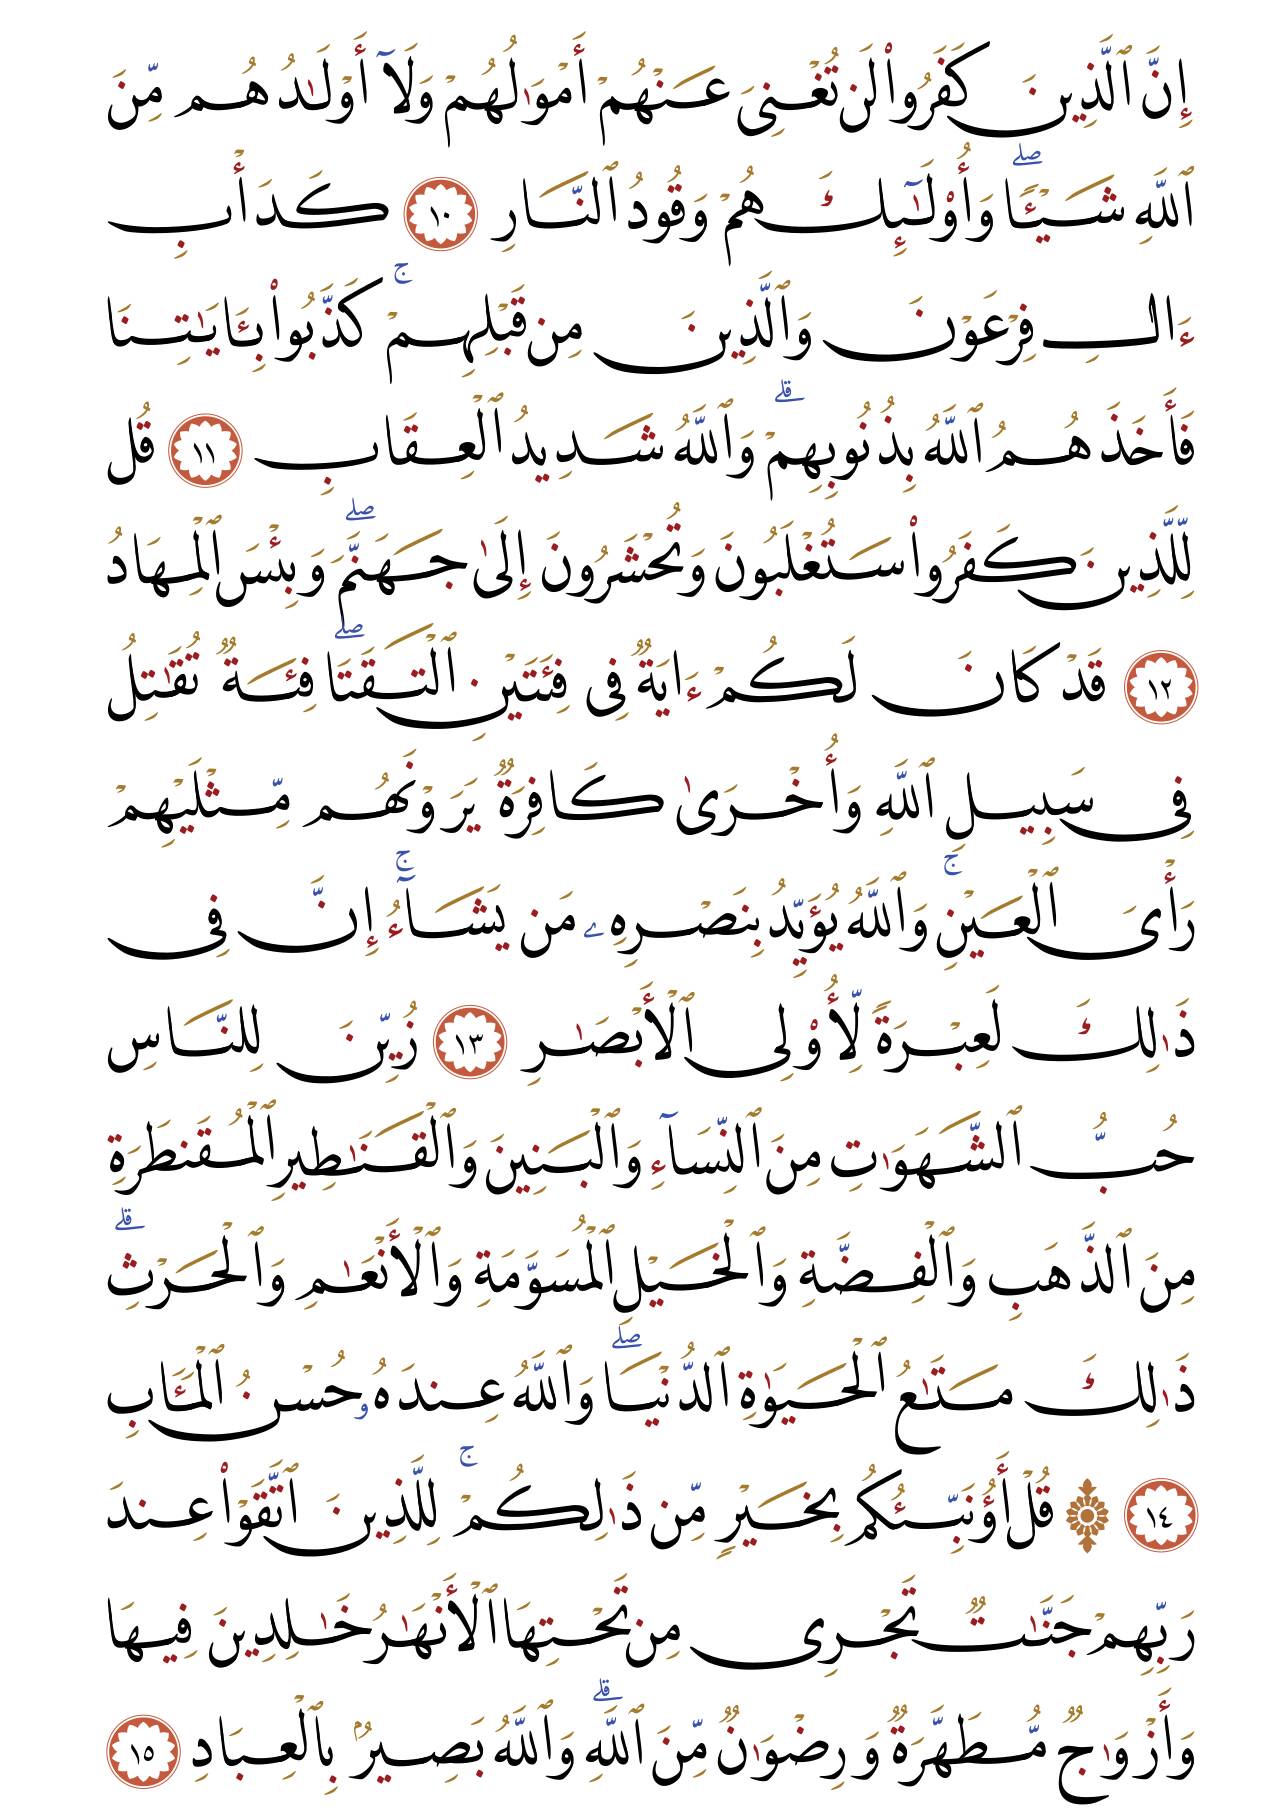 إِنَّ ٱلَّذِينَ كَفَرُوا۟ لَن تُغْنِىَ عَنْهُمْ أَمْوَٰلُهُمْ وَلَآ أَوْلَـٰدُهُم مِّنَ
ٱللَّهِ شَيْـًٔا ۖ وَأُو۟لَـٰٓئِكَ هُمْ وَقُودُ ٱلنَّارِ ١٠ كَدَأْبِ
ءَالِ فِرْعَوْنَ وَٱلَّذِينَ مِن قَبْلِهِمْ ۚ كَذَّبُوا۟ بِـَٔايَـٰتِنَا
فَأَخَذَهُمُ ٱللَّهُ بِذُنُوبِهِمْ ۗ وَٱللَّهُ شَدِيدُ ٱلْعِقَابِ ١١ قُل
لِّلَّذِينَ كَفَرُوا۟ سَتُغْلَبُونَ وَتُحْشَرُونَ إِلَىٰ جَهَنَّمَ ۖ وَبِئْسَ ٱلْمِهَادُ
١٢ قَدْ كَانَ لَكُمْ ءَايَةٌ فِى فِئَتَيْنِ ٱلْتَقَتَا ۖ فِئَةٌ تُقَـٰتِلُ
فِى سَبِيلِ ٱللَّهِ وَأُخْرَىٰ كَافِرَةٌ يَرَوْنَهُم مِّثْلَيْهِمْ
رَأْىَ ٱلْعَيْنِ ۚ وَٱللَّهُ يُؤَيِّدُ بِنَصْرِهِۦ مَن يَشَآءُ ۚ إِنَّ فِى
ذَٰلِكَ لَعِبْرَةً لِّأُو۟لِى ٱلْأَبْصَـٰرِ ١٣ زُيِّنَ لِلنَّاسِ
حُبُّ ٱلشَّهَوَٰتِ مِنَ ٱلنِّسَآءِ وَٱلْبَنِينَ وَٱلْقَنَـٰطِيرِ ٱلْمُقَنطَرَةِ
مِنَ ٱلذَّهَبِ وَٱلْفِضَّةِ وَٱلْخَيْلِ ٱلْمُسَوَّمَةِ وَٱلْأَنْعَـٰمِ وَٱلْحَرْثِ ۗ
ذَٰلِكَ مَتَـٰعُ ٱلْحَيَوٰةِ ٱلدُّنْيَا ۖ وَٱللَّهُ عِندَهُۥ حُسْنُ ٱلْمَـَٔابِ
١٤ ۞ قُلْ أَؤُنَبِّئُكُم بِخَيْرٍ مِّن ذَٰلِكُمْ ۚ لِلَّذِينَ ٱتَّقَوْا۟ عِندَ
رَبِّهِمْ جَنَّـٰتٌ تَجْرِى مِن تَحْتِهَا ٱلْأَنْهَـٰرُ خَـٰلِدِينَ فِيهَا
وَأَزْوَٰجٌ مُّطَهَّرَةٌ وَرِضْوَٰنٌ مِّنَ ٱللَّهِ ۗ وَٱللَّهُ بَصِيرٌۢ بِٱلْعِبَادِ ١٥